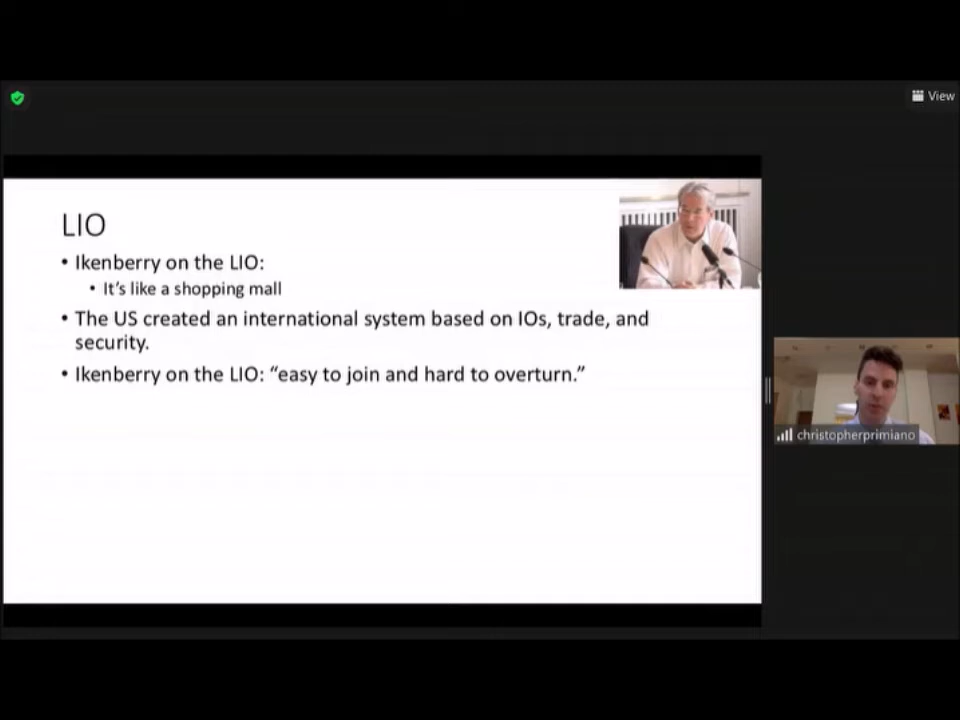 View
LIO
• Ikenberry on the LIO:
• It's like a shopping mall
• The US created an international system based on IOs, trade, and
security.
• Ikenberry on the LIO: “easy to join and hard to overturn.”
christopherprimiano